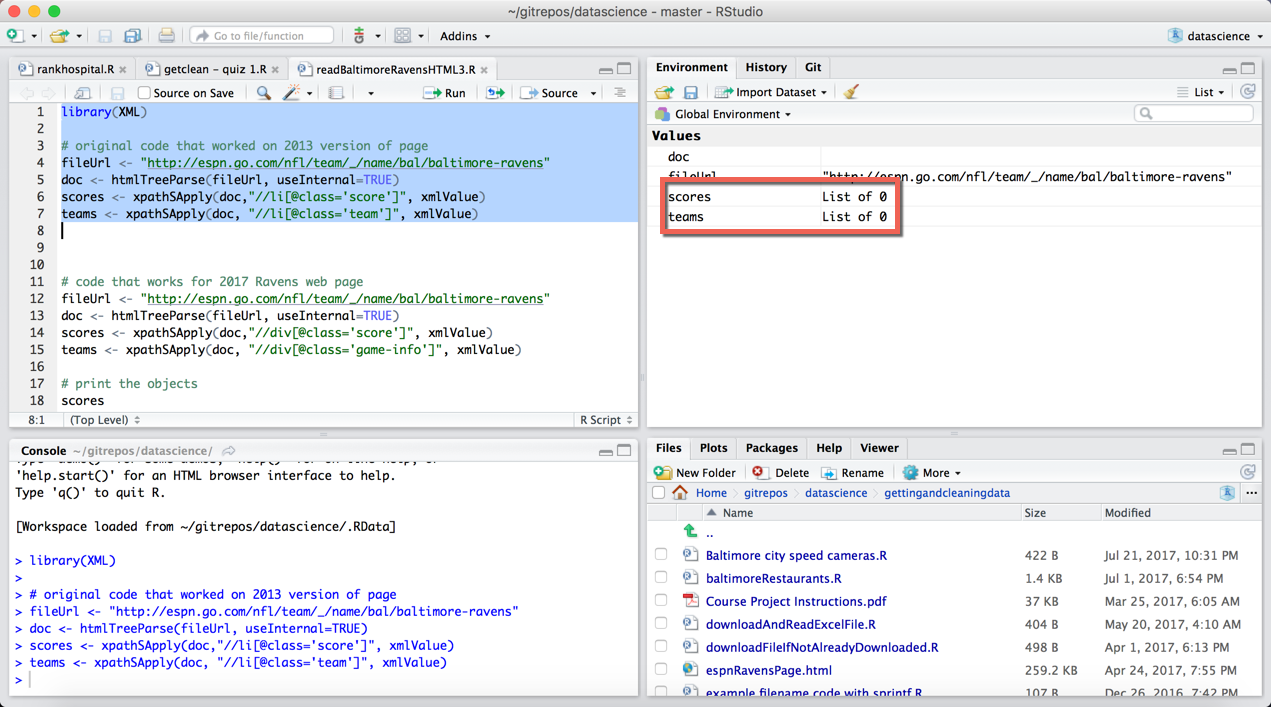 ~/gitrepos/datascience - master - RStudio
Go to file/function Addins datascience
rankhospital.R getclean - quiz 1.R readBaltimoreRavensHTML3.R
Source on Save Run Source
1 library(XML)
2
3 # original code that worked on 2013 version of page
4 fileUrl <- "http://espn.go.com/nfl/team/_/name/bal/baltimore-ravens"
5 doc <- htmlTreeParse(fileUrl, useInternal=TRUE)
6 scores <- xpathSApply(doc,"//li[@class='score']", xmlValue)
7 teams <- xpathSApply(doc, "//li[@class='team']", xmlValue)
8
9
10
11 # code that works for 2017 Ravens web page
12 fileUrl <- "http://espn.go.com/nfl/team/_/name/bal/baltimore-ravens"
13 doc <- htmlTreeParse(fileUrl, useInternal=TRUE)
14 scores <- xpathSApply(doc,"//div[@class='score']", xmlValue)
15 teams <- xpathSApply(doc, "//div[@class='game-info']", xmlValue)
16
17 # print the objects
18 scores
8:1 (Top Level) R Script
Console ~/gitrepos/datascience/
'help.start()' for an HTML browser interface to help.
Type 'q()' to quit R.
[Workspace loaded from ~/gitrepos/datascience/.RData]
> library(XML)
>
> # original code that worked on 2013 version of page
> fileUrl <- "http://espn.go.com/nfl/team/_/name/bal/baltimore-ravens"
> doc <- htmlTreeParse(fileUrl, useInternal=TRUE)
> scores <- xpathSApply(doc,"//li[@class='score']", xmlValue)
> teams <- xpathSApply(doc, "//li[@class='team']", xmlValue)
>
Environment History Git
Import Dataset List
Global Environment
Values
doc
fileUrl "http://espn.go.com/nfl/team/_/name/bal/baltimore-ravens"
scores List of 0
teams List of 0
Files Plots Packages Help Viewer
New Folder Delete Rename More
Home gitrepos datascience gettingandcleaningdata ...
Name Size Modified
..
Baltimore city speed cameras.R 422 B Jul 21, 2017, 10:31 PM
baltimoreRestaurants.R 1.4 KB Jul 1, 2017, 6:54 PM
Course Project Instructions.pdf 37 KB Mar 25, 2017, 6:05 AM
downloadAndReadExcelFile.R 404 B May 20, 2017, 4:10 AM
downloadFileIfNotAlreadyDownloaded.R 498 B Apr 1, 2017, 6:13 PM
espnRavensPage.html 259.2 KB Apr 24, 2017, 7:55 PM
example filename code with sprintf.R 107 B Dec 26, 2016, 7:42 PM